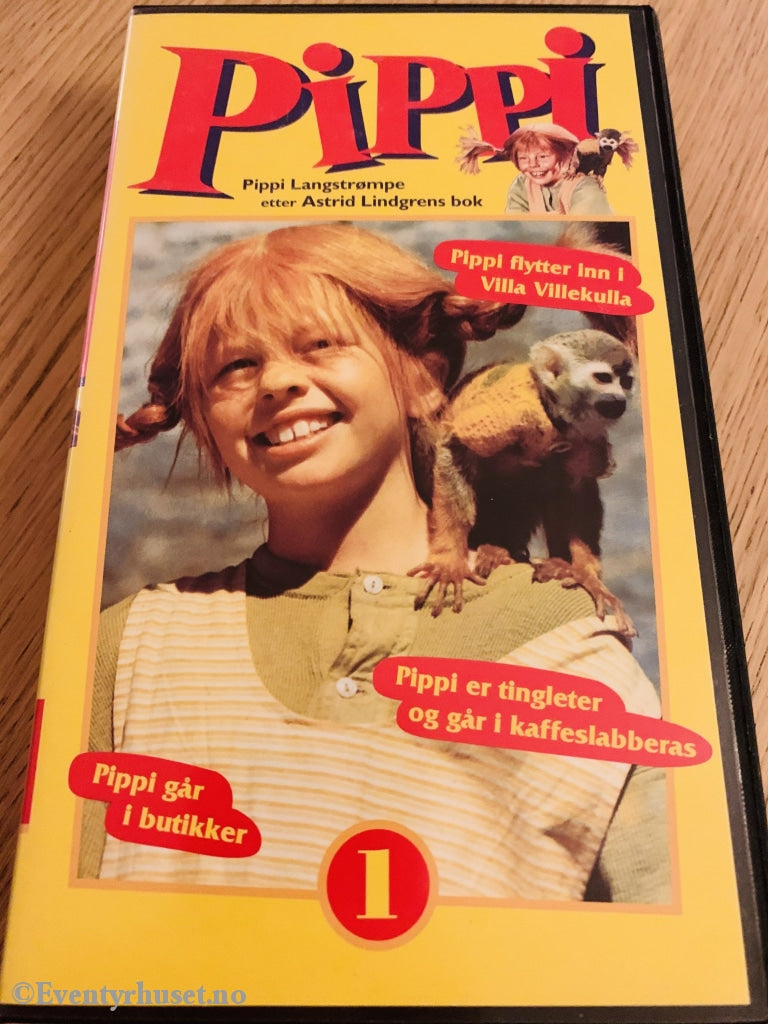 Pippi
Pippi Langstrømpe
etter Astrid Lindgrens bok
Pippi flytter inn i
Villa Villekulla
Pippi er tingleter
og går i kaffeslabberas
Pippi går
i butikker
1
©Eventyrhuset.no